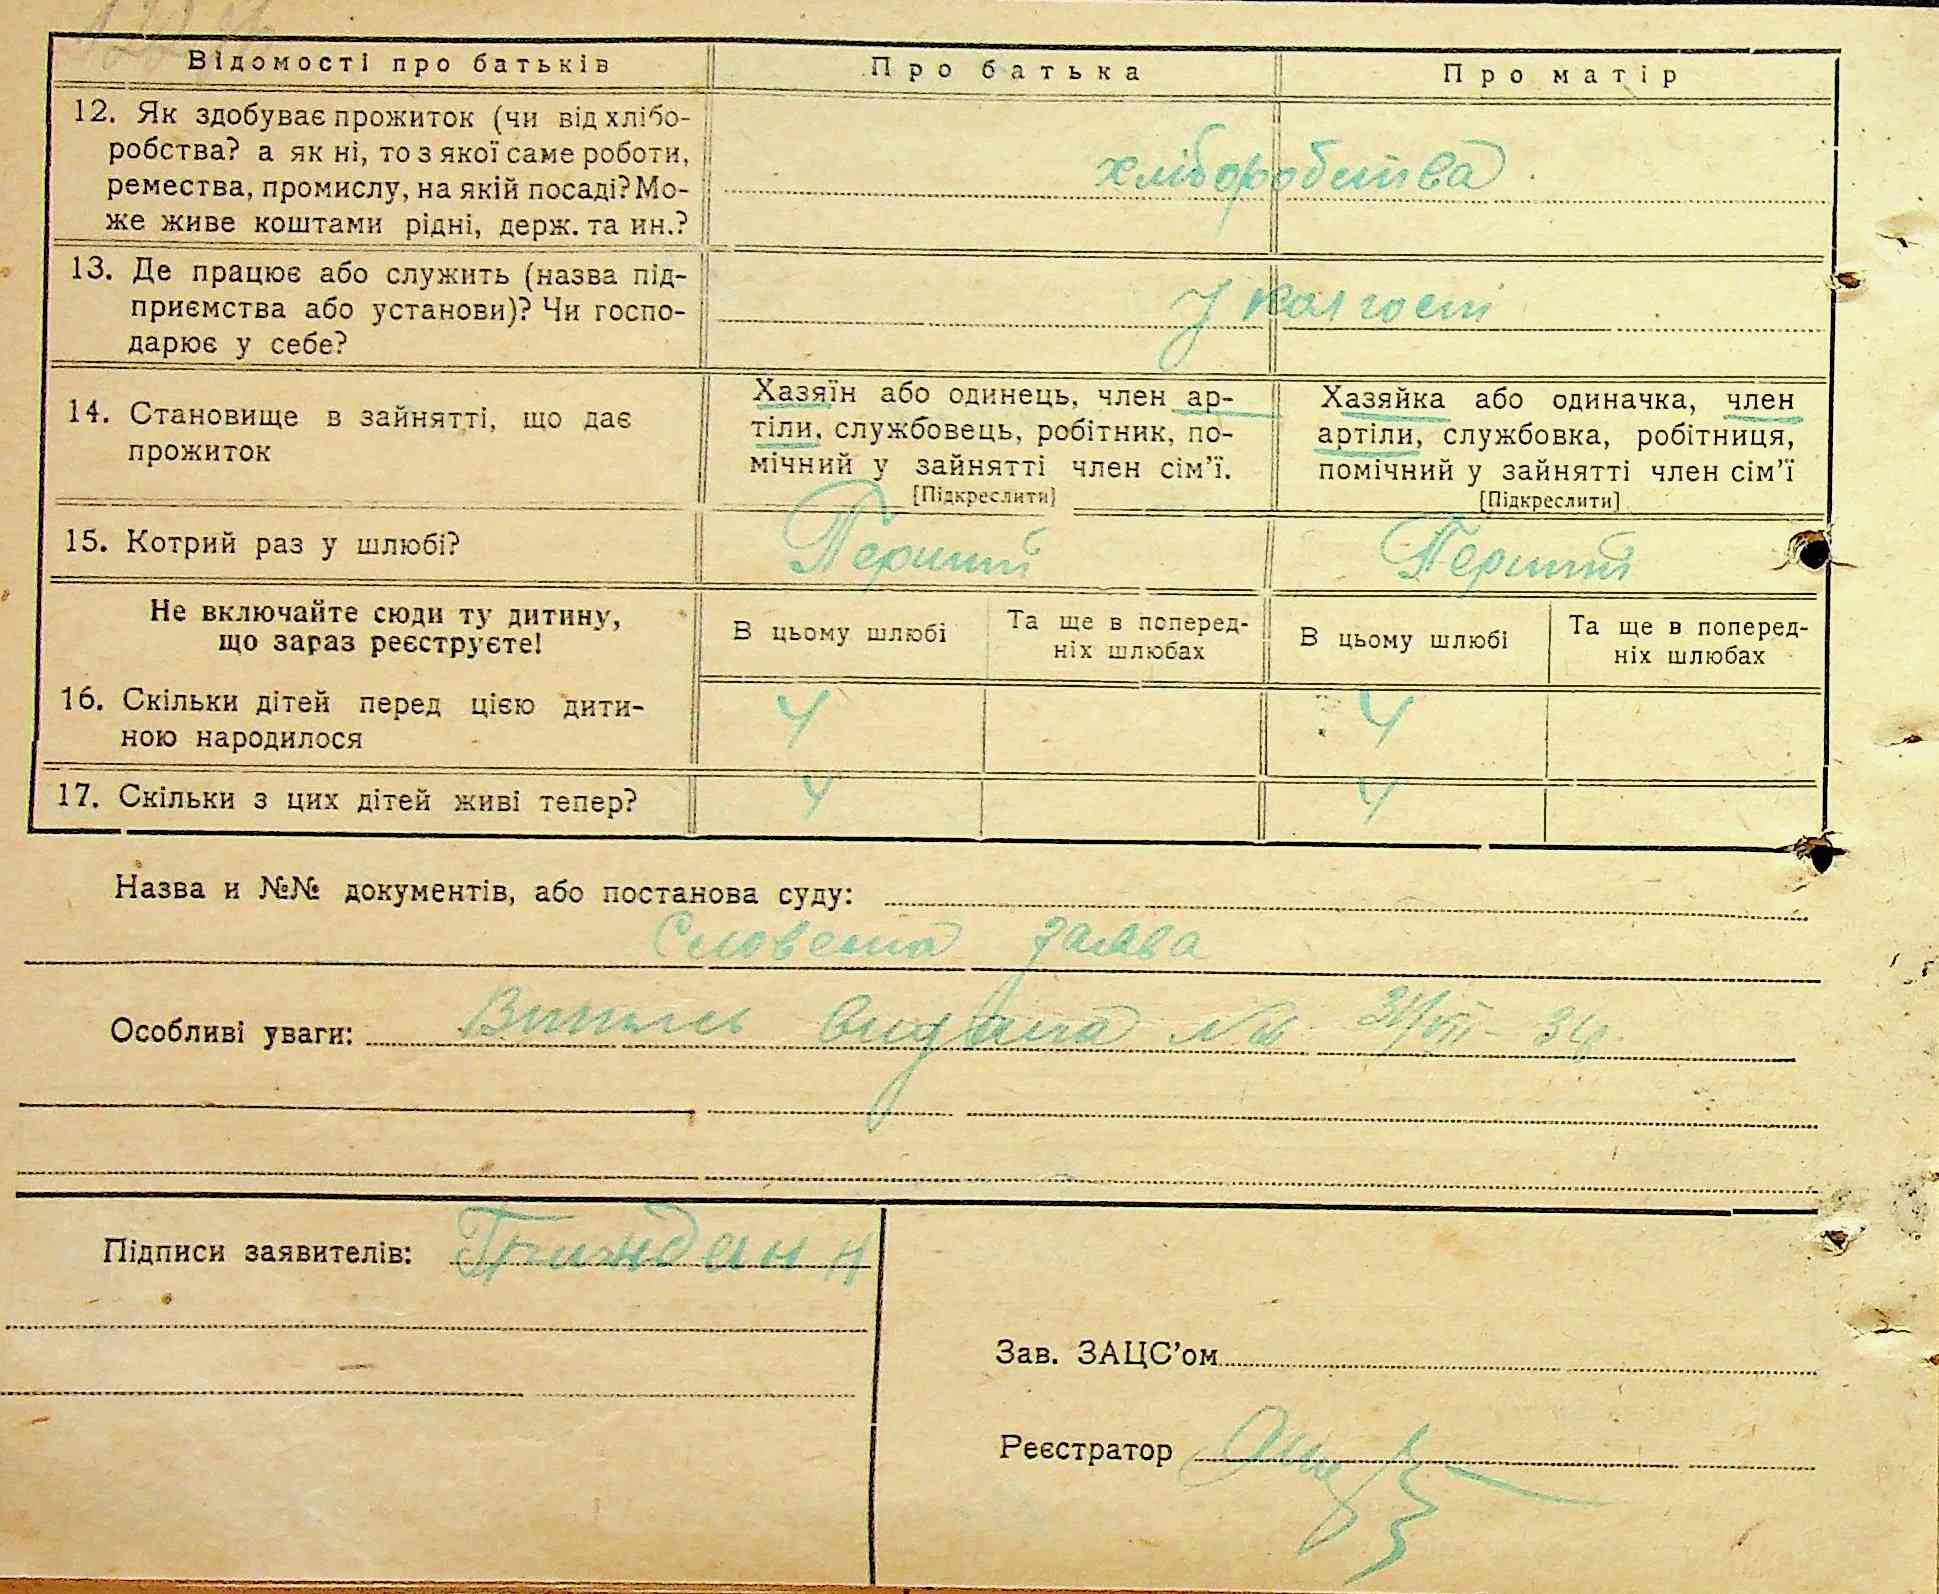 Відомості про батьків Про батька Про матір
12. Як здобуває прожиток (чи від хлібо-
робства? а як ні, то з якої саме роботи,
ремества, промислу, на якій посаді? Мо-
же живе коштами рідні, держ. та ин.?
хліборобства
13. Де працює або служить (назва під-
приємства або установи)? Чи госпо-
дарює у себе?
у колгоспі
14. Становище в зайнятті, що дає
прожиток
Хазяїн або одинець, член ар-
тіли, службовець, робітник, по-
мічний у зайнятті член сім'ї.
[Підкреслити]
Хазяйка або одиначка, член
артіли, службовка, робітниця,
помічний у зайнятті член сім'ї
[Підкреслити]
15. Котрий раз у шлюбі? Перший Перший
Не включайте сюди ту дитину,
що зараз реєструєте!
В цьому шлюбі
Та ще в поперед-
ніх шлюбах
В цьому шлюбі
Та ще в поперед-
ніх шлюбах
16. Скільки дітей перед цією дити-
ною народилося
4 4
17. Скільки з цих дітей живі тепер? 4 4
Назва и №№ документів, або постанова суду:
Словесна заява
Особливі уваги: видана
Підписи заявителів:
Зав. ЗАЦС'ом
Реєстратор